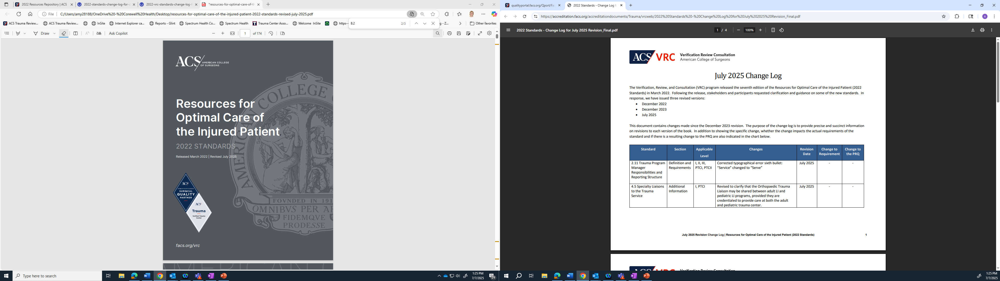 2022 Resources Repository | ACS
2022-standards-change-log-for-
2022-vrc-standards-change-log-
*resources-for-optimal-care-of-th
File
C:/Users/amy28188/OneDrive%20-%20Corewell%20Health/Desktop/resources-for-optimal-care-of-the-injured-patient-2022-standards-revised-july-2025.pdf
ACS Trauma Review...
ACS Trauma Review...
InSite
Internet Explorer ca...
Reports - Glint
Spectrum Health Co...
Spectrum Health
Trauma Center Asso...
Welcome InSite
https--
g - Z...
Other favorites
8.2
2/3
Draw
Ask Copilot
1
of 174
ACS
AMERICAN COLLEGE
OF SURGEONS
AMERICAN COLLEGE
Resources for
Optimal Care of
the Injured Patient
2022 STANDARDS
Released March 2022 | Revised July 2025
ACS
SURGICAL
QUALITY
PARTNER
ACS
Trauma
Verified Trauma
Center
FOVNDED IN 191
OMNIBVS PER AR
FIDEMQVE
PRODESSE
facs.org/vrc
Type here to search
1:25 PM
7/7/2025
29
qualityportal.facs.org/Qport/Fac
2022 Standards - Change Log f
https://accreditation.facs.org/accreditationdocuments/Trauma/vrcweb/2022%20Standards%20-%20Change%20Log%20for%20July%202025%20Revision_Final.pdf
A
2022 Standards - Change Log for July 2025 Revision_Final.pdf
1 / 4
100%
ACS VRC
Verification Review Consultation
American College of Surgeons
July 2025 Change Log
The Verification, Review, and Consultation (VRC) program released the seventh edition of the Resources for Optimal Care of the Injured Patient (2022
Standards) in March 2022. Following the release, stakeholders and participants requested clarification and guidance on some of the new standards. In
response, we have issued three revised versions:
• December 2022
• December 2023
• July 2025
This document contains changes made since the December 2023 revision. The purpose of the change log is to provide precise and succinct information
on revisions to each version of the book. In addition to showing the specific change, whether the change impacts the actual requirements of the
standard and if there is a resulting change to the PRQ are also indicated in the chart below.
Standard
Section
Applicable
Level
Changes
Revision
Date
Change to
Requirement
Change to
the PRQ
2.11 Trauma Program
Manager
Responsibilities and
Reporting Structure
Definition and
Requirements
I, II, III,
PTCI, PTCII
Corrected typographical error sixth bullet:
“Service” changed to “Serve”
July 2025
-
-
4.5 Specialty Liaisons
to the Trauma
Service
Additional
Information
I, PTCI
Revised to clarify that the Orthopaedic Trauma
Liaison may be shared between adult LI and
pediatric LI programs, provided they are
credentialed to provide care at both the adult
and pediatric trauma center.
July 2025
-
-
July 2025 Revision Change Log | Resources for Optimal Care of the Injured Patient (2022 Standards)
1
Verification Review Consultation
1:25 PM
7/7/2025